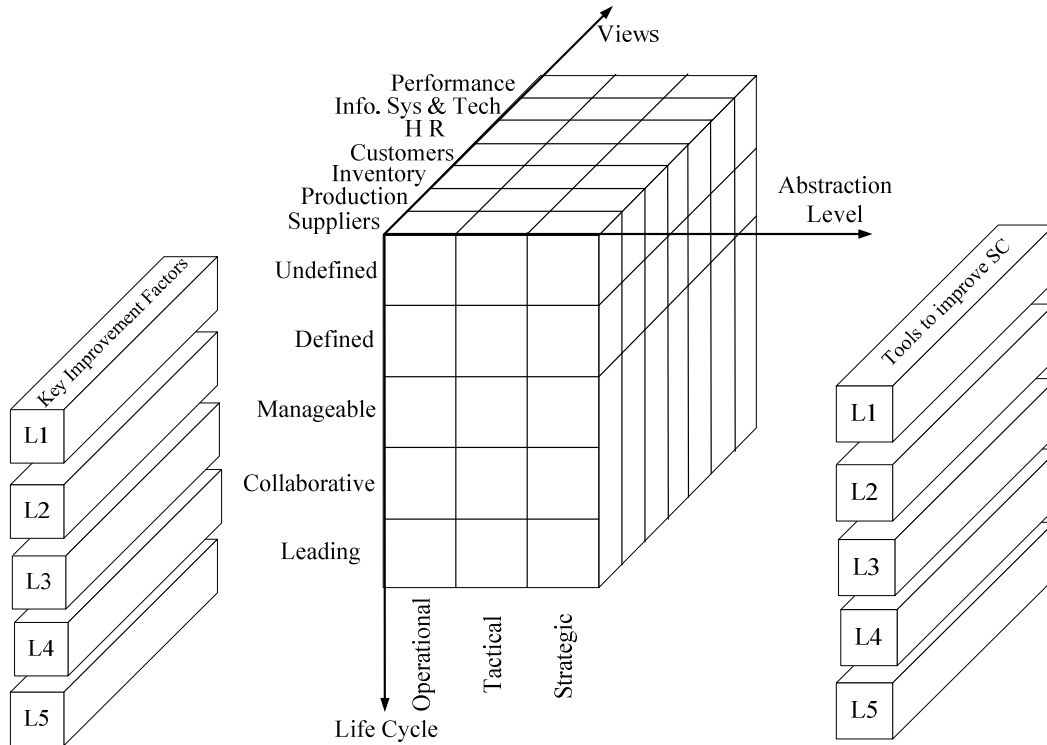 Views
Performance
Info. Sys & Tech
H R
Customers
Inventory
Production
Suppliers
Abstraction
Level
Undefined
Defined
Manageable
Collaborative
Leading
Operational
Tactical
Strategic
Life Cycle
Key Improvement Factors
L1
L2
L3
L4
L5
Tools to improve SC
L1
L2
L3
L4
L5